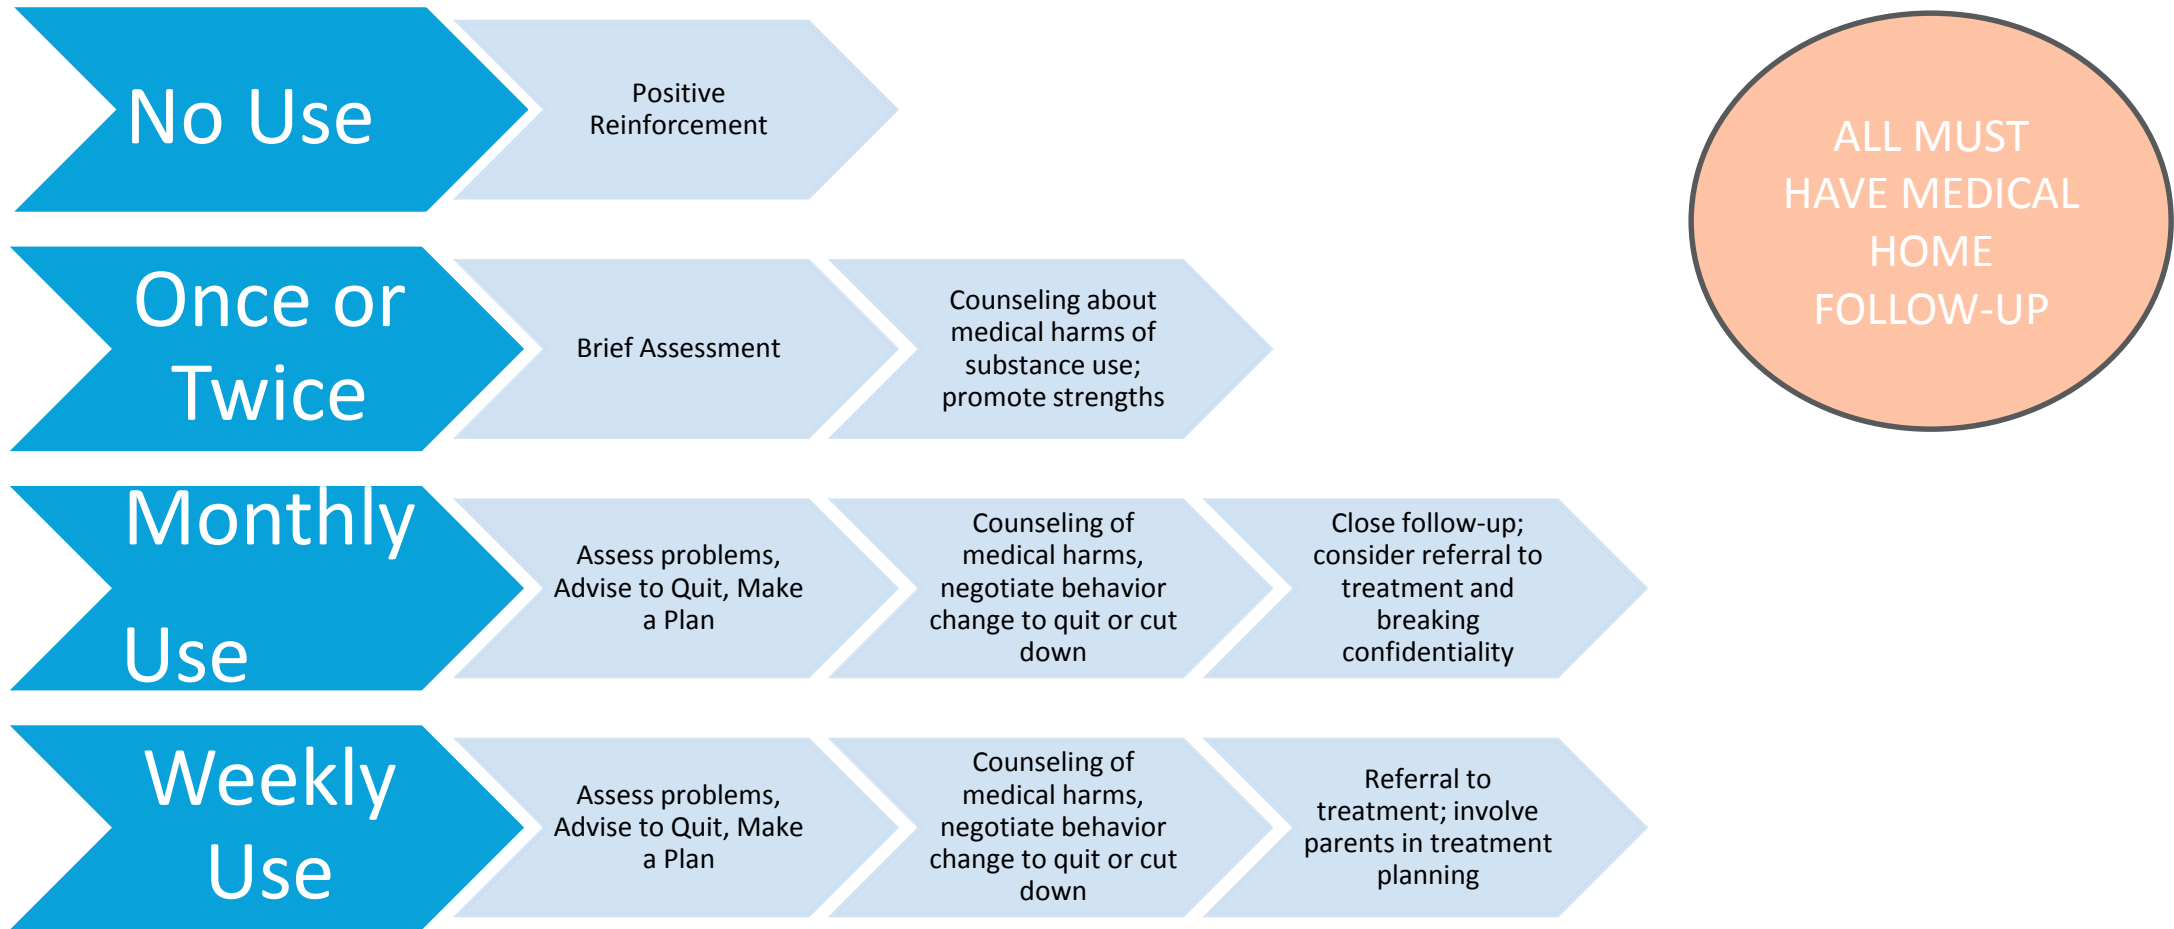 No Use
Positive
Reinforcement
ALL MUST
HAVE MEDICAL
HOME
FOLLOW-UP
Once or
Twice
Brief Assessment
Counseling about
medical harms of
substance use;
promote strengths
Monthly
Use
Assess problems,
Advise to Quit, Make
a Plan
Counseling of
medical harms,
negotiate behavior
change to quit or cut
down
Close follow-up;
consider referral to
treatment and
breaking
confidentiality
Weekly
Use
Assess problems,
Advise to Quit, Make
a Plan
Counseling of
medical harms,
negotiate behavior
change to quit or cut
down
Referral to
treatment; involve
parents in treatment
planning